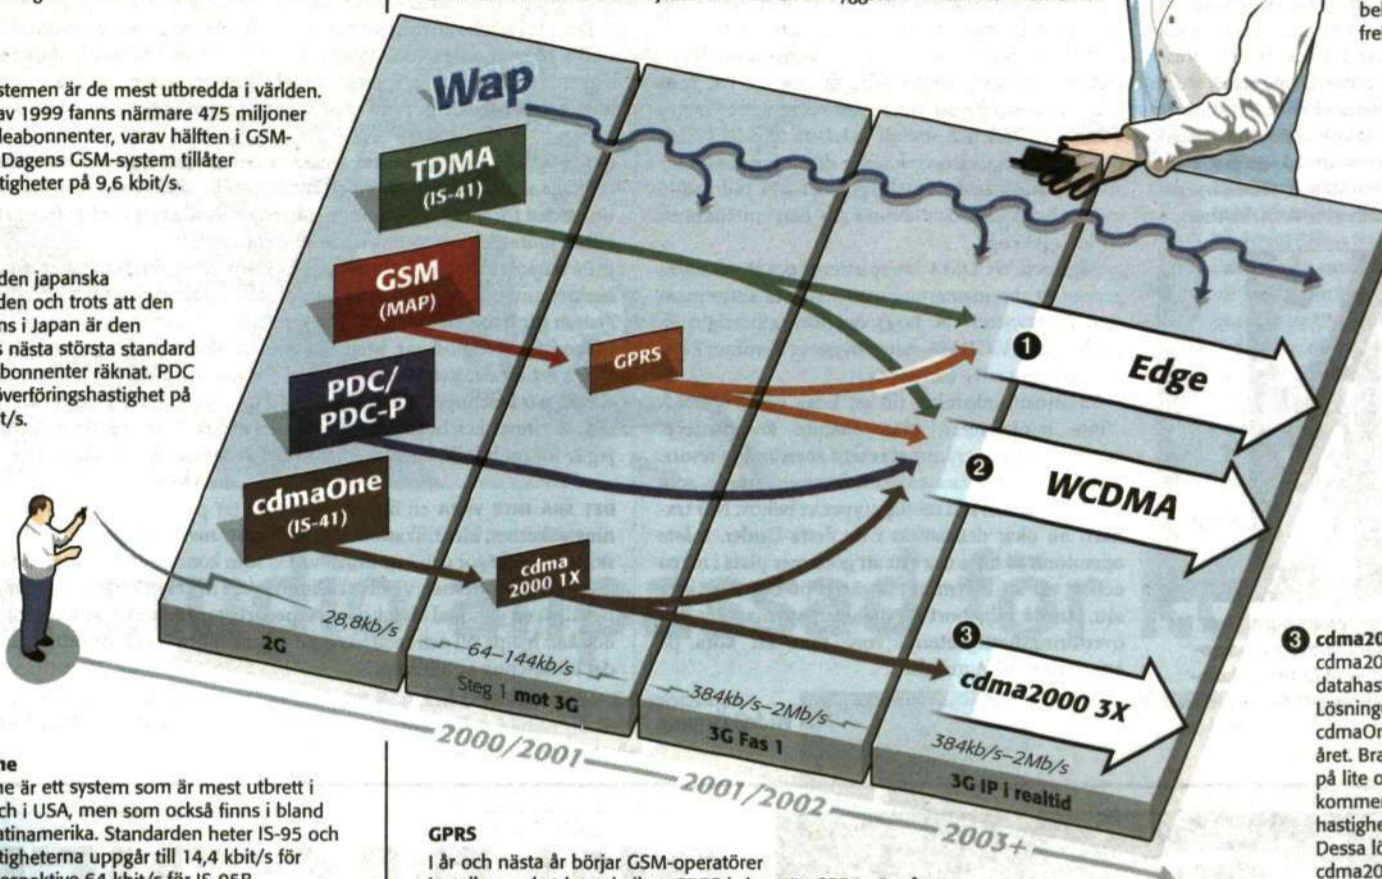 stemen är de mest utbredda i världen.
av 1999 fanns närmare 475 miljoner
leabonnenter, varav hälften i GSM-
Dagens GSM-system tillåter
tigheter på 9,6 kbit/s.
den japanska
den och trots att den
ns i Japan är den
s nästa största standard
bonnenter räknat. PDC
överföringshastighet på
t/s.
Wap
TDMA
(IS-41)
GSM
(MAP)
GPRS
PDC/
PDC-P
cdmaOne
(IS-41)
cdma
2000 1X
1 Edge
2 WCDMA
3
cdma2000 3X
28,8kb/s
2G
64–144kb/s
Steg 1 mot 3G
384kb/s–2Mb/s
3G Fas 1
384kb/s–2Mb/s
3G IP i realtid
2000/2001
2001/2002
2003+
bel
fre
3 cdma20
cdma20
datahast
Lösninge
cdmaOn
året. Bra
på lite o
kommer
hastighe
Dessa lö
cdma20
ne
ne är ett system som är mest utbrett i
ch i USA, men som också finns i bland
atinamerika. Standarden heter IS-95 och
tigheterna uppgår till 14,4 kbit/s för
GPRS
I år och nästa år börjar GSM-operatörer